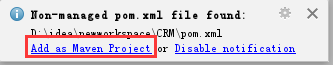 Non-managed pom.xml file found:
D:\idea\newworkspace\CRM\pom.xml
Add as Maven Project or Disable notification